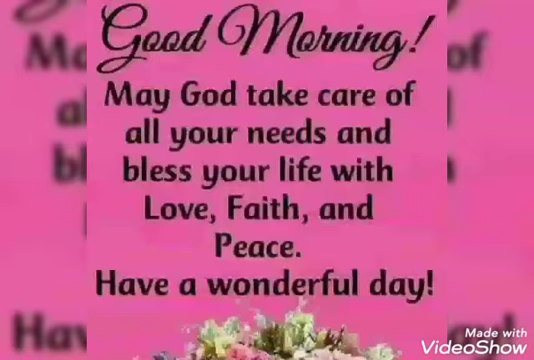 Good Morning!
May God take care of
all your needs and
bless your life with
Love, Faith, and
Peace.
Have a wonderful day!
Made with
VideoShow